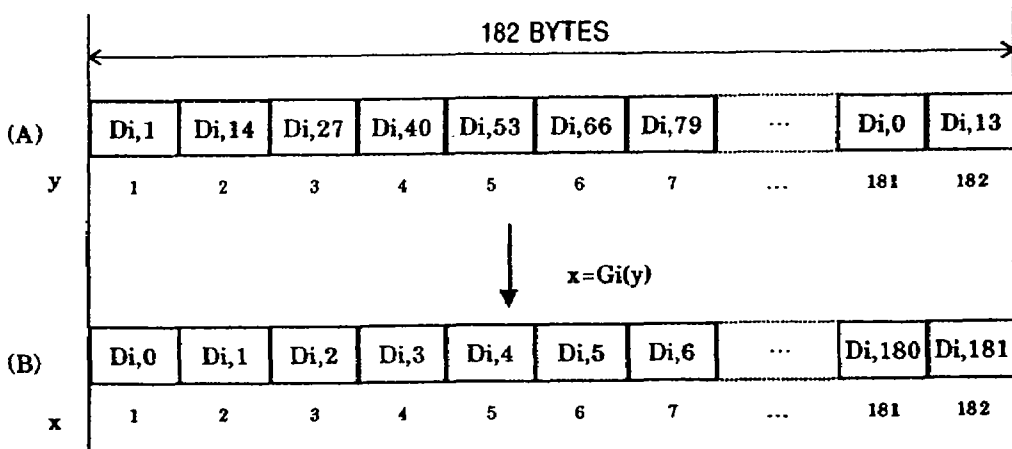 182 BYTES
(A) Di,1 Di,14 Di,27 Di,40 Di,53 Di,66 Di,79 ... Di,0 Di,13
y 1 2 3 4 5 6 7 ... 181 182
x=Gi(y)
(B) Di,0 Di,1 Di,2 Di,3 Di,4 Di,5 Di,6 ... Di,180 Di,181
x 1 2 3 4 5 6 7 ... 181 182